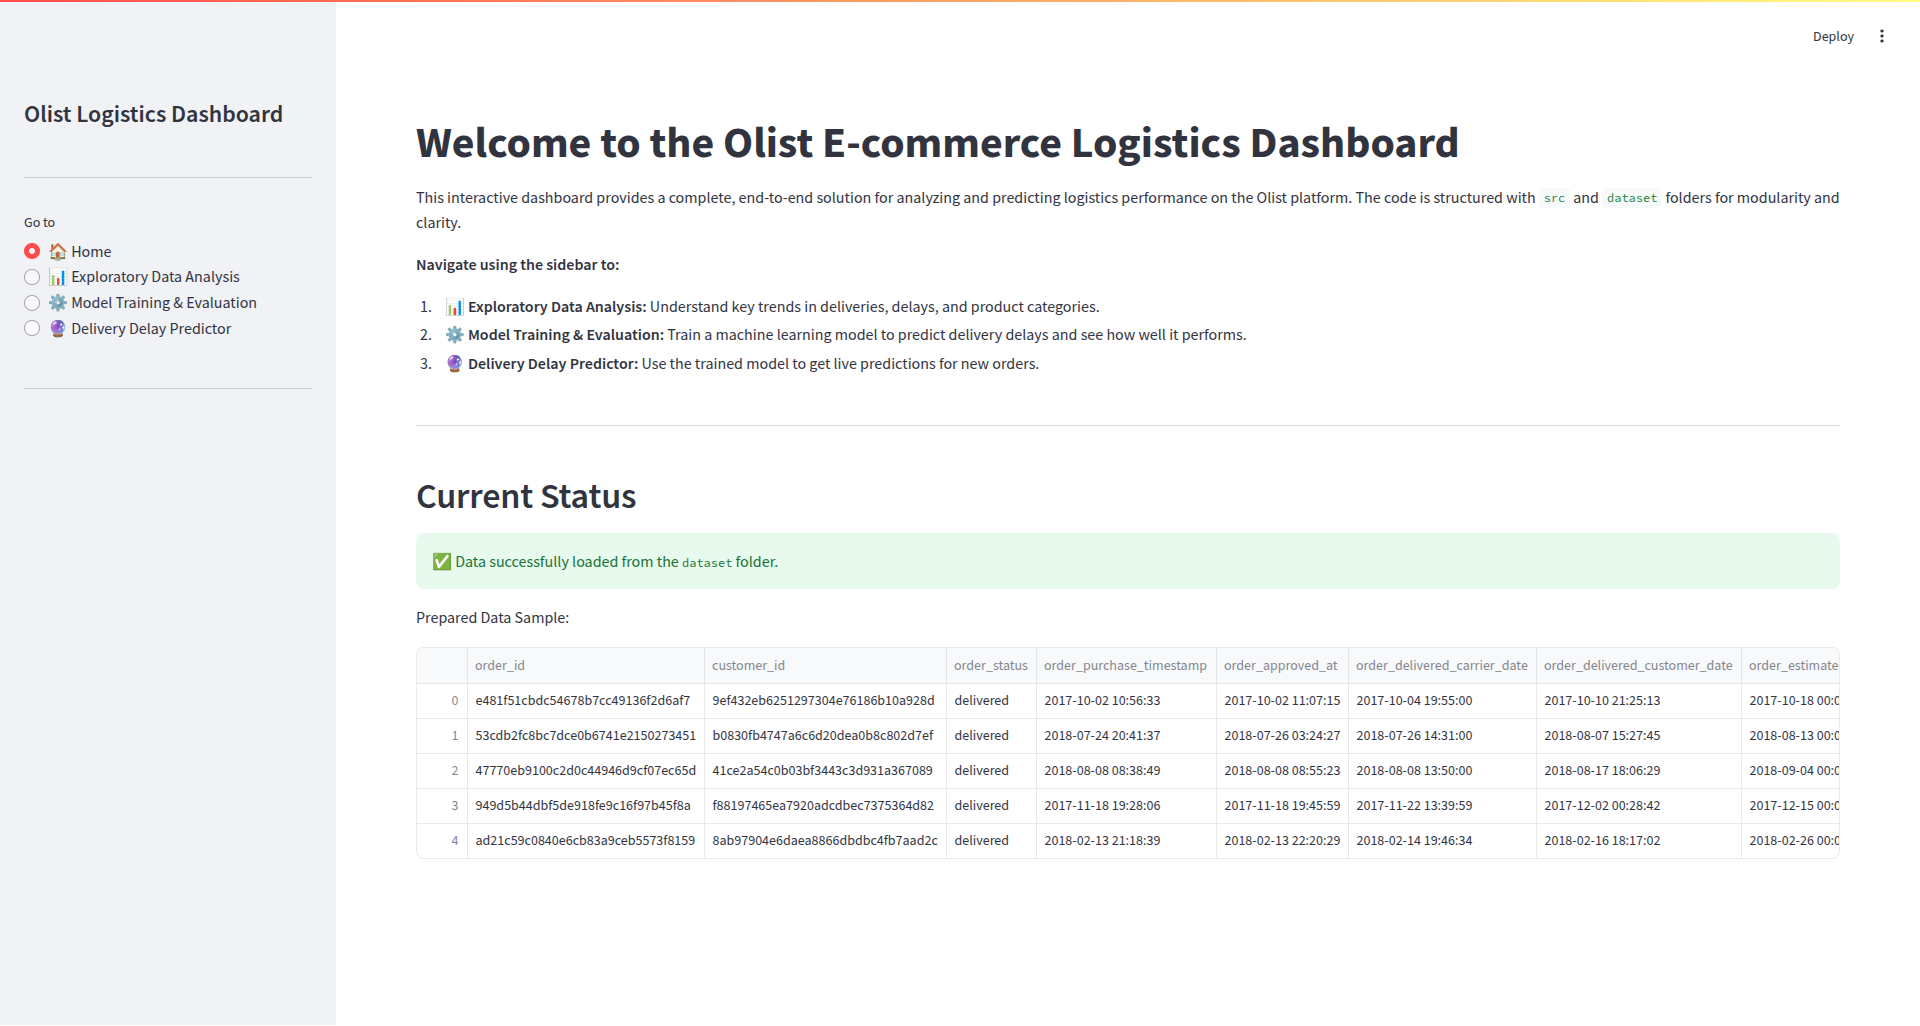 Deploy
Olist Logistics Dashboard
Go to
🏠 Home
📊 Exploratory Data Analysis
⚙️ Model Training & Evaluation
🔮 Delivery Delay Predictor
Welcome to the Olist E-commerce Logistics Dashboard
This interactive dashboard provides a complete, end-to-end solution for analyzing and predicting logistics performance on the Olist platform. The code is structured with src and dataset folders for modularity and
clarity.
Navigate using the sidebar to:
1. 📊 Exploratory Data Analysis: Understand key trends in deliveries, delays, and product categories.
2. ⚙️ Model Training & Evaluation: Train a machine learning model to predict delivery delays and see how well it performs.
3. 🔮 Delivery Delay Predictor: Use the trained model to get live predictions for new orders.
Current Status
✅ Data successfully loaded from the dataset folder.
Prepared Data Sample:
order_id customer_id order_status order_purchase_timestamp order_approved_at order_delivered_carrier_date order_delivered_customer_date order_estimate
0 e481f51cbdc54678b7cc49136f2d6af7 9ef432eb6251297304e76186b10a928d delivered 2017-10-02 10:56:33 2017-10-02 11:07:15 2017-10-04 19:55:00 2017-10-10 21:25:13 2017-10-18 00:0
1 53cdb2fc8bc7dce0b6741e2150273451 b0830fb4747a6c6d20dea0b8c802d7ef delivered 2018-07-24 20:41:37 2018-07-26 03:24:27 2018-07-26 14:31:00 2018-08-07 15:27:45 2018-08-13 00:0
2 47770eb9100c2d0c44946d9cf07ec65d 41ce2a54c0b03bf3443c3d931a367089 delivered 2018-08-08 08:38:49 2018-08-08 08:55:23 2018-08-08 13:50:00 2018-08-17 18:06:29 2018-09-04 00:0
3 949d5b44dbf5de918fe9c16f97b45f8a f88197465ea7920adcdbec7375364d82 delivered 2017-11-18 19:28:06 2017-11-18 19:45:59 2017-11-22 13:39:59 2017-12-02 00:28:42 2017-12-15 00:0
4 ad21c59c0840e6cb83a9ceb5573f8159 8ab97904e6daea8866dbdbc4fb7aad2c delivered 2018-02-13 21:18:39 2018-02-13 22:20:29 2018-02-14 19:46:34 2018-02-16 18:17:02 2018-02-26 00:0